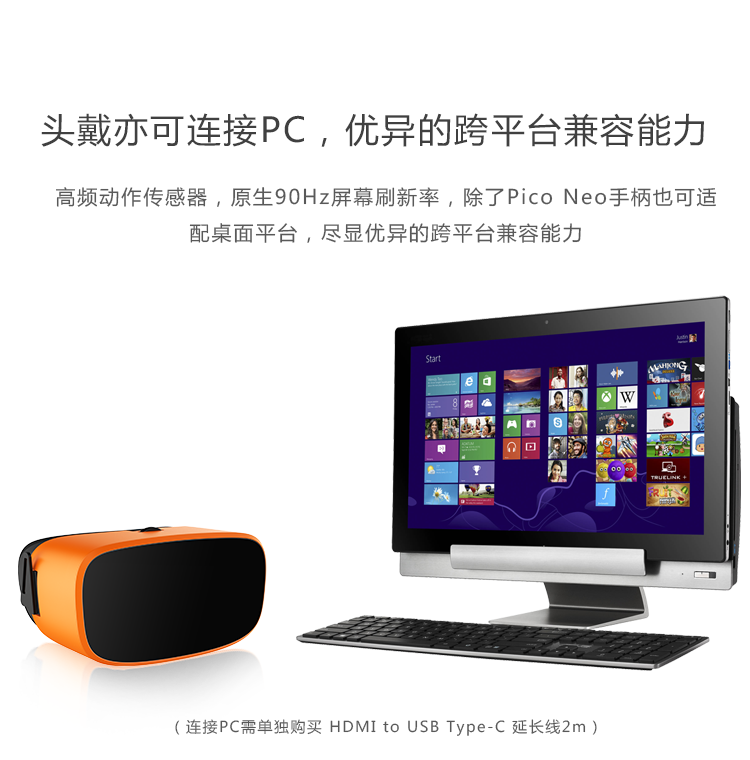 头戴亦可连接PC，优异的跨平台兼容能力
高频动作传感器，原生90Hz屏幕刷新率，除了Pico Neo手柄也可适
配桌面平台，尽显优异的跨平台兼容能力
Start
Justin
MAHJONG
W
TRUELINK +
（连接PC需单独购买 HDMI to USB Type-C 延长线2m）